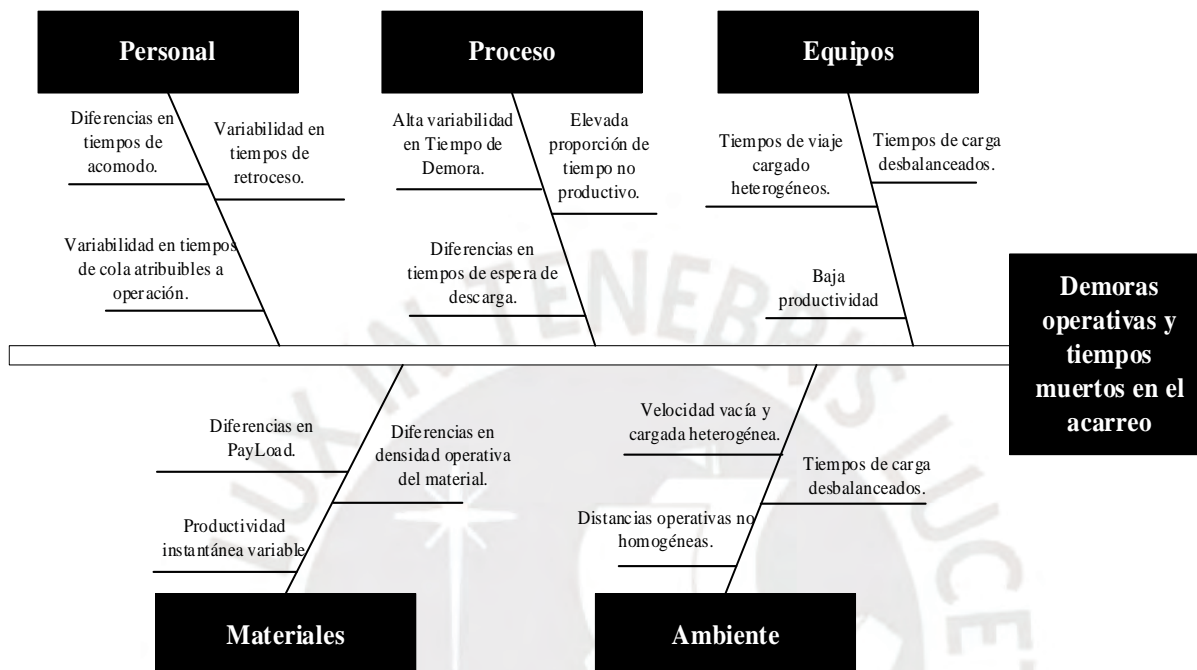 Personal
Proceso
Equipos
Diferencias en
tiempos de
acomodo.
Variabilidad en
tiempos de
retroceso.
Alta variabilidad
en Tiempo de
Demora.
Elevada
proporción de
tiempo no
productivo.
Tiempos de viaje
cargado
heterogéneos.
Tiempos de carga
desbalanceados.
Variabilidad en tiempos
de cola atribuibles a
operación.
Diferencias en
tiempos de espera de
descarga.
Baja
productividad
Demoras
operativas y
tiempos
muertos en el
acarreo
Diferencias en
PayLoad.
Diferencias en
densidad operativa
del material.
Velocidad vacía y
cargada heterogénea.
Tiempos de carga
desbalanceados.
Productividad
instantánea variable
Distancias operativas no
homogéneas.
Materiales
Ambiente
LUX IN TENEBRIS LUCET